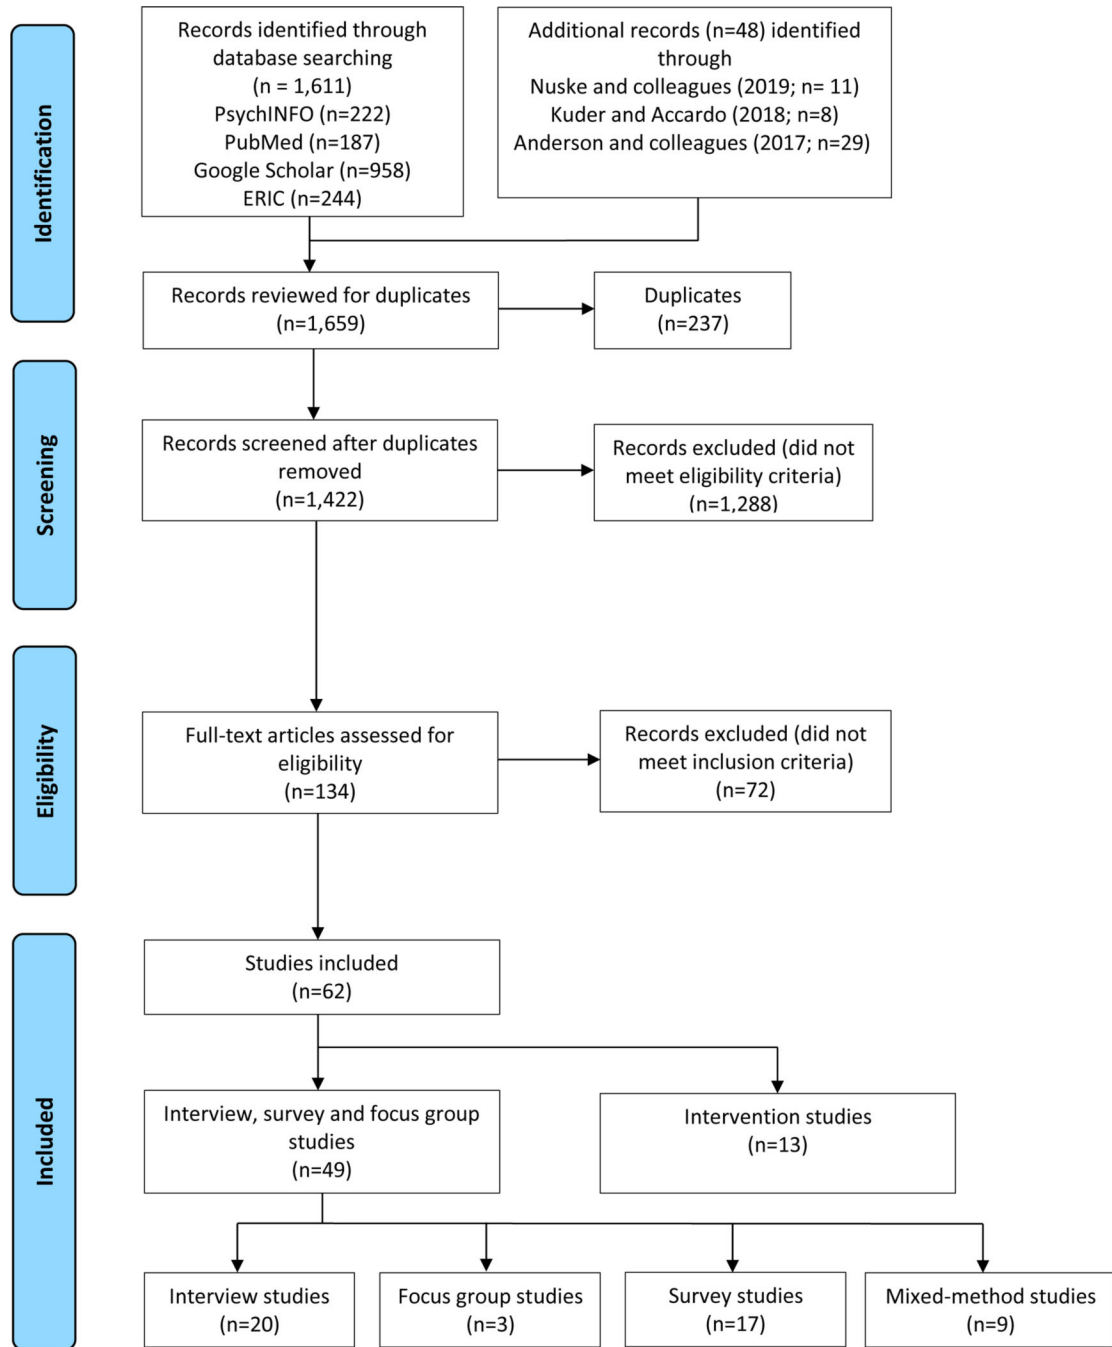 Identification
Records identified through
database searching
(n = 1,611)
PsychINFO (n=222)
PubMed (n=187)
Google Scholar (n=958)
ERIC (n=244)
Additional records (n=48) identified
through
Nuske and colleagues (2019; n= 11)
Kuder and Accardo (2018; n=8)
Anderson and colleagues (2017; n=29)
Records reviewed for duplicates
(n=1,659)
Duplicates
(n=237)
Screening
Records screened after duplicates
removed
(n=1,422)
Records excluded (did
not meet eligibility criteria)
(n=1,288)
Eligibility
Full-text articles assessed for
eligibility
(n=134)
Records excluded (did not
meet inclusion criteria)
(n=72)
Included
Studies included
(n=62)
Interview, survey and focus group
studies
(n=49)
Intervention studies
(n=13)
Interview studies
(n=20)
Focus group studies
(n=3)
Survey studies
(n=17)
Mixed-method studies
(n=9)